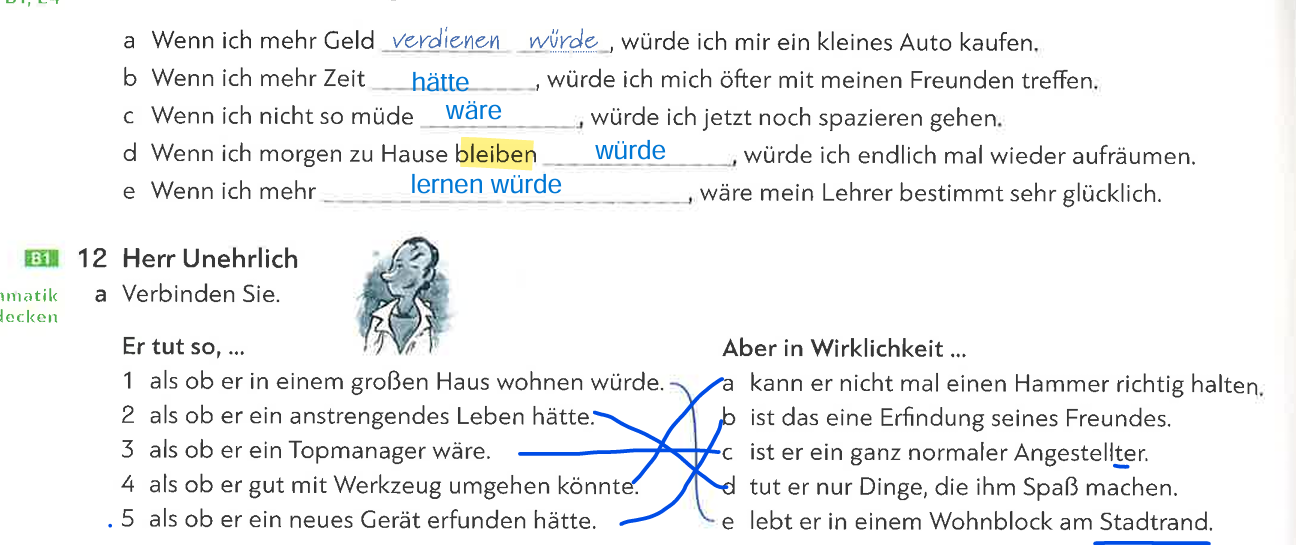 B1, 24
a Wenn ich mehr Geld verdienen würde, würde ich mir ein kleines Auto kaufen.
b Wenn ich mehr Zeit hätte, würde ich mich öfter mit meinen Freunden treffen.
c Wenn ich nicht so müde wäre, würde ich jetzt noch spazieren gehen.
d Wenn ich morgen zu Hause bleiben würde, würde ich endlich mal wieder aufräumen.
e Wenn ich mehr lernen würde, wäre mein Lehrer bestimmt sehr glücklich.
B1 12 Herr Unehrlich
a Verbinden Sie.
Er tut so, ...
1 als ob er in einem großen Haus wohnen würde.
2 als ob er ein anstrengendes Leben hätte.
3 als ob er ein Topmanager wäre.
4 als ob er gut mit Werkzeug umgehen könnte.
5 als ob er ein neues Gerät erfunden hätte.
Aber in Wirklichkeit ...
a kann er nicht mal einen Hammer richtig halten.
b ist das eine Erfindung seines Freundes.
c ist er ein ganz normaler Angestellter.
d tut er nur Dinge, die ihm Spaß machen.
e lebt er in einem Wohnblock am Stadtrand.